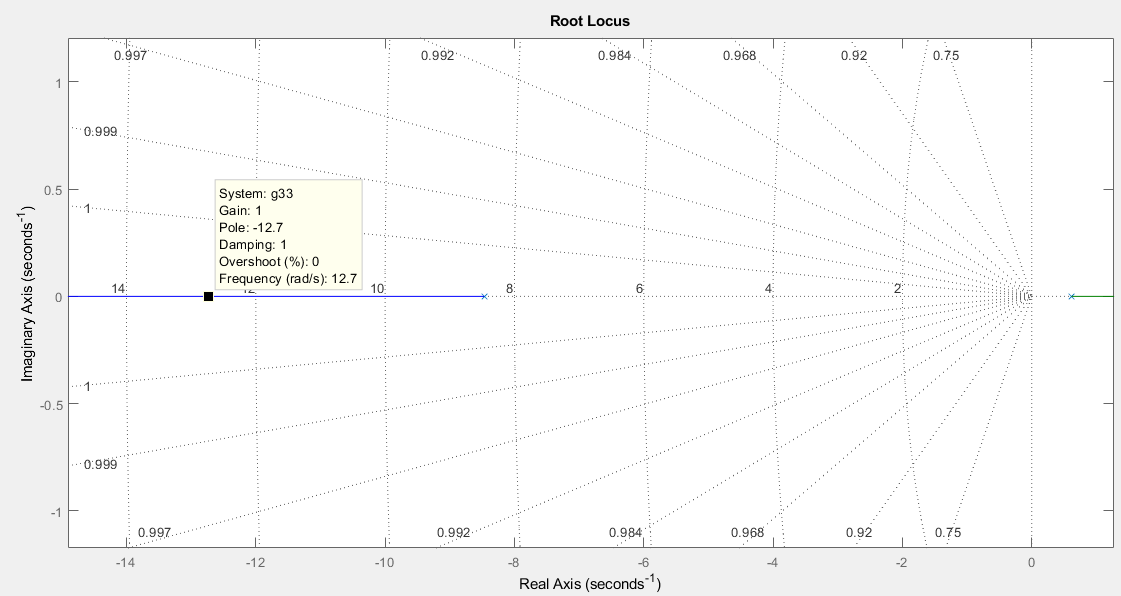 Root Locus
0.997 0.992 0.984 0.968 0.92 0.75
1
0.999
System: g33
Gain: 1
Pole: -12.7
Damping: 1
Overshoot (%): 0
Frequency (rad/s): 12.7
0.5
1
14 12 10 8 6 4 2
0
1
-0.5
0.999
-1
0.997 0.992 0.984 0.968 0.92 0.75
-14 -12 -10 -8 -6 -4 -2 0
Real Axis (seconds-1)
Imaginary Axis (seconds-1)